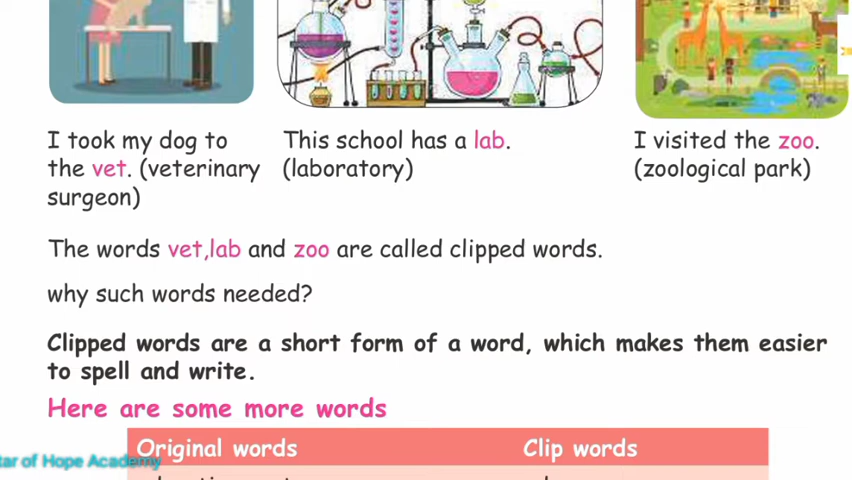 I took my dog to
the vet. (veterinary
surgeon)
This school has a lab.
(laboratory)
I visited the zoo.
(zoological park)
The words vet,lab and zoo are called clipped words.
why such words needed?
Clipped words are a short form of a word, which makes them easier
to spell and write.
Here are some more words
Original words Clip words
tar of Hope Academy